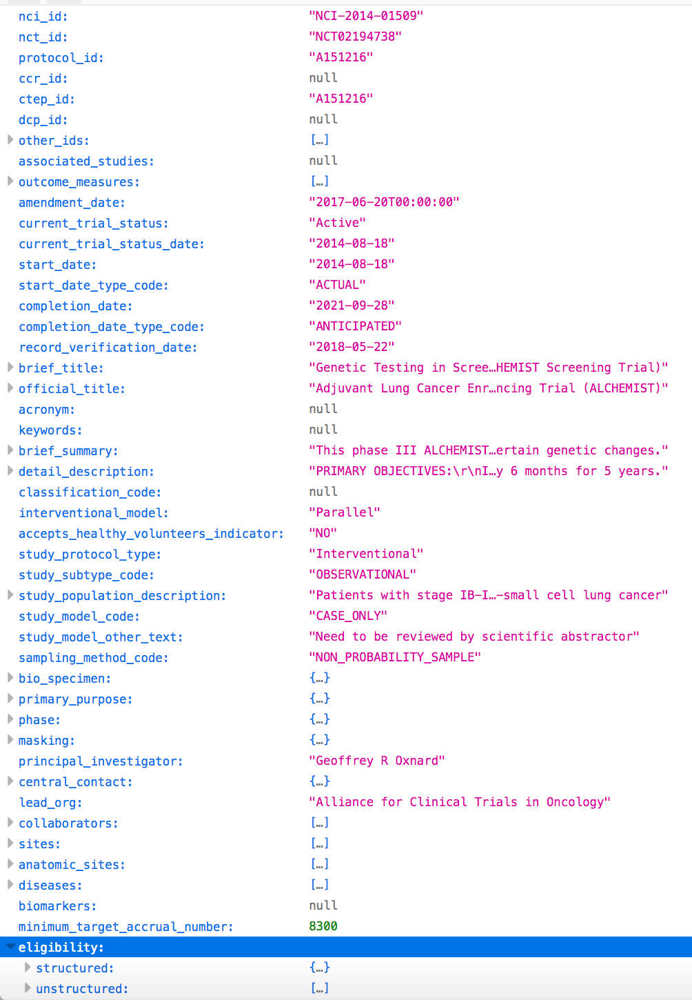 nci_id: "NCI-2014-01509"
nct_id: "NCT02194738"
protocol_id: "A151216"
ccr_id: null
ctep_id: "A151216"
dcp_id: null
other_ids: […]
associated_studies: null
outcome_measures: […]
amendment_date: "2017-06-20T00:00:00"
current_trial_status: "Active"
current_trial_status_date: "2014-08-18"
start_date: "2014-08-18"
start_date_type_code: "ACTUAL"
completion_date: "2021-09-28"
completion_date_type_code: "ANTICIPATED"
record_verification_date: "2018-05-22"
brief_title: "Genetic Testing in Scree…HEMIST Screening Trial)"
official_title: "Adjuvant Lung Cancer Enr…ncing Trial (ALCHEMIST)"
acronym: null
keywords: null
brief_summary: "This phase III ALCHEMIST…ertain genetic changes."
detail_description: "PRIMARY OBJECTIVES:\r\nI…y 6 months for 5 years."
classification_code: null
interventional_model: "Parallel"
accepts_healthy_volunteers_indicator: "NO"
study_protocol_type: "Interventional"
study_subtype_code: "OBSERVATIONAL"
study_population_description: "Patients with stage IB-I…-small cell lung cancer"
study_model_code: "CASE_ONLY"
study_model_other_text: "Need to be reviewed by scientific abstractor"
sampling_method_code: "NON_PROBABILITY_SAMPLE"
bio_specimen: {…}
primary_purpose: {…}
phase: {…}
masking: {…}
principal_investigator: "Geoffrey R Oxnard"
central_contact: {…}
lead_org: "Alliance for Clinical Trials in Oncology"
collaborators: […]
sites: […]
anatomic_sites: […]
diseases: […]
biomarkers: null
minimum_target_accrual_number: 8300
eligibility:
structured: {…}
unstructured: […]